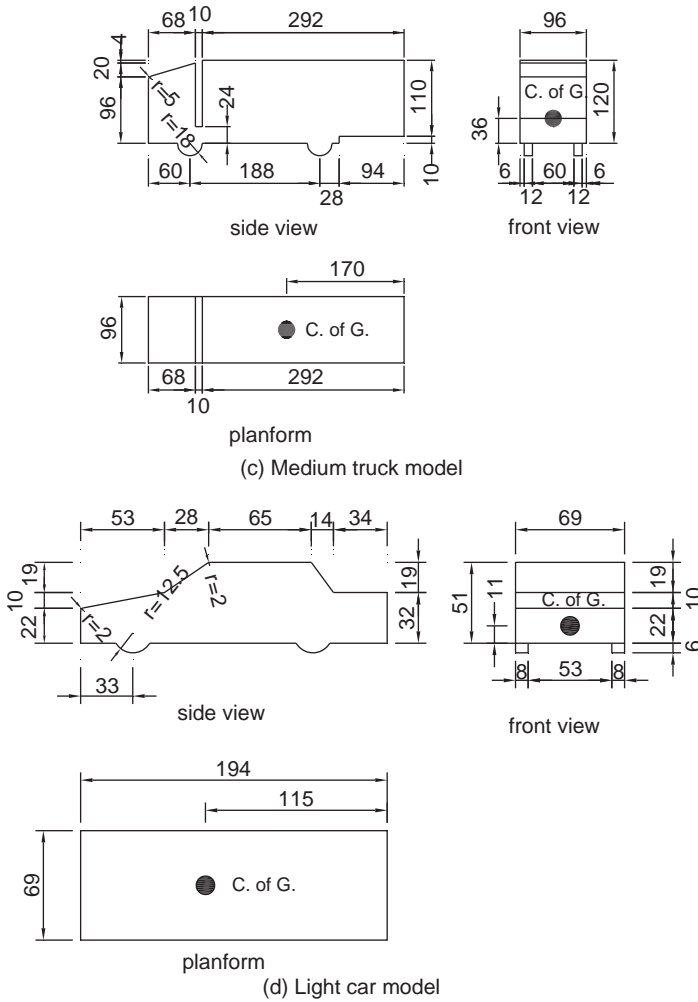 68 10 292 96
4
20
96
r=5
r=18
24
110
10
36
C. of G.
120
60 188 94
28
6 60 6
12 12
side view front view
170
96
C. of G.
68 292
10
planform
(c) Medium truck model
53 28 65 14 34 69
19
10
22
r=2
r=12.5
r=2
19
32
51
11
C. of G.
19
10
22
6
33
8 53 8
side view
front view
194
115
69
C. of G.
planform
(d) Light car model